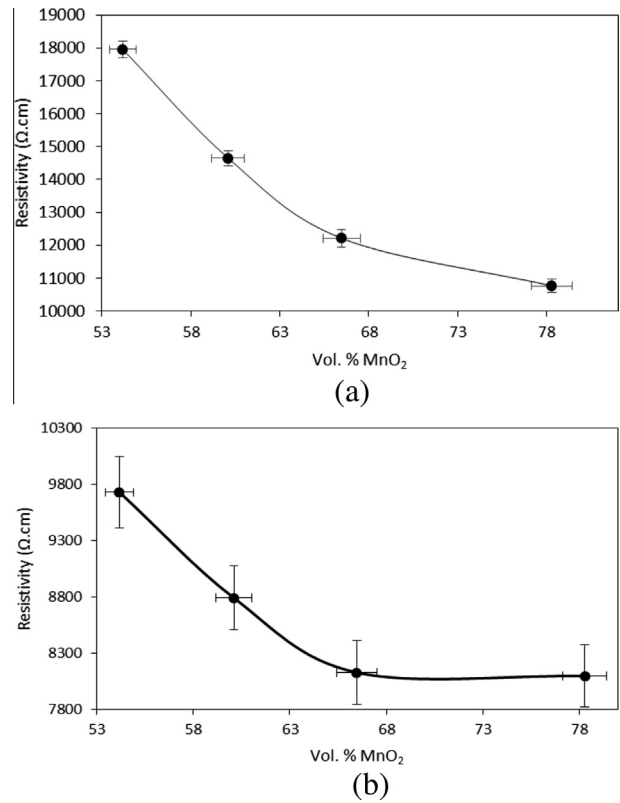 19000
18000
17000
16000
15000
14000
13000
12000
11000
10000
Resistivity (Ω.cm)
53 58 63 68 73 78
Vol. % MnO₂
(a)
10300
9800
9300
8800
8300
7800
Resistivity (Ω.cm)
53 58 63 68 73 78
Vol. % MnO₂
(b)